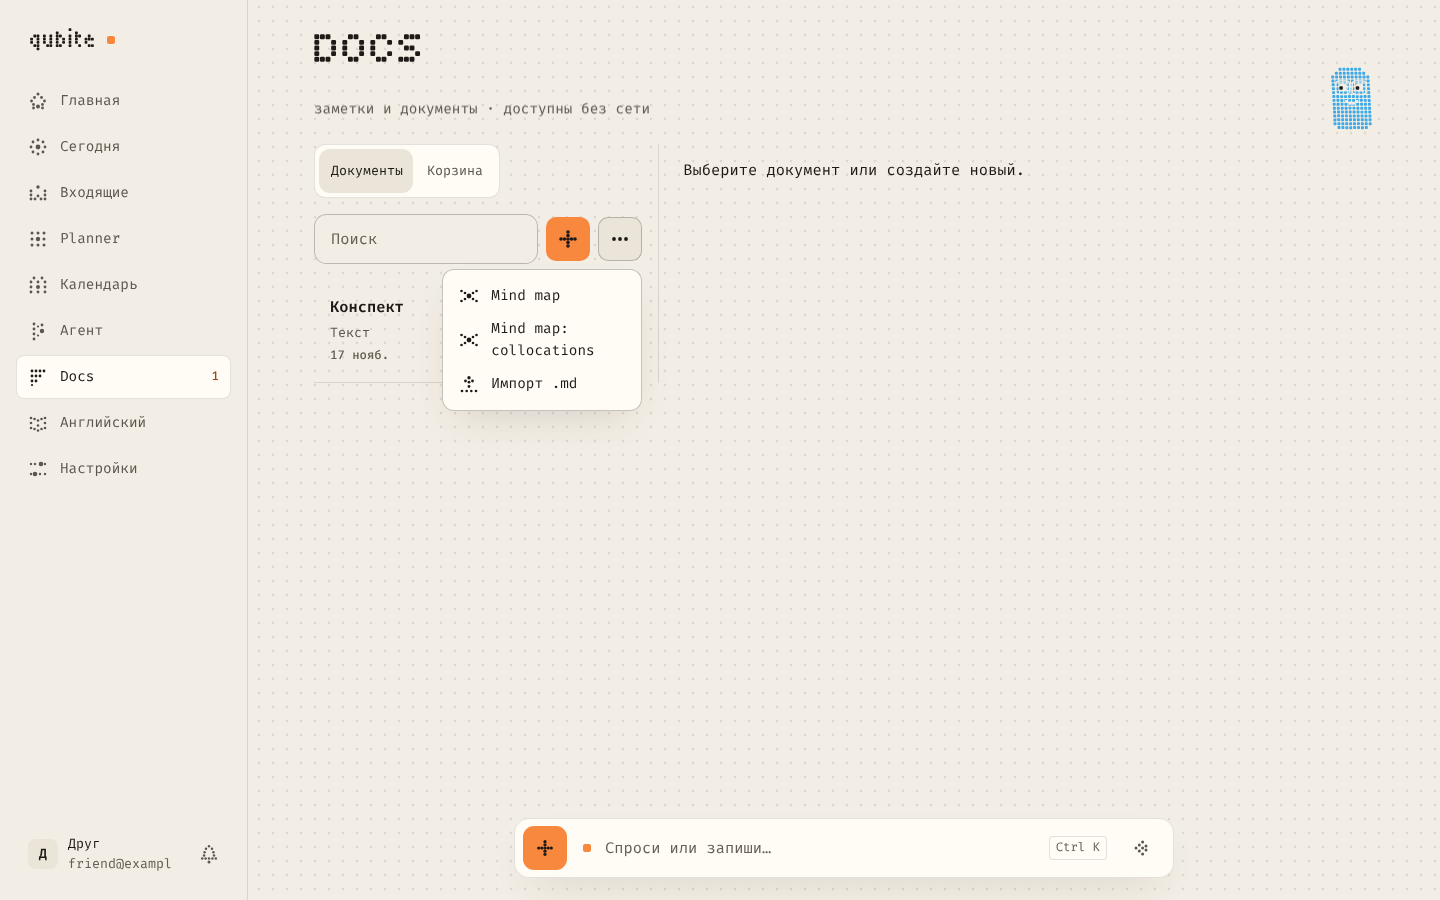 qubite
Главная
Сегодня
Входящие
Planner
Календарь
Агент
Docs 1
Английский
Настройки
Друг
Д
friend@exampl
DOCS
заметки и документы · доступны без сети
Документы Корзина
Поиск
Конспект
Текст
17 нояб.
Mind map
Mind map:
collocations
Импорт .md
Выберите документ или создайте новый.
Спроси или запиши… Ctrl K